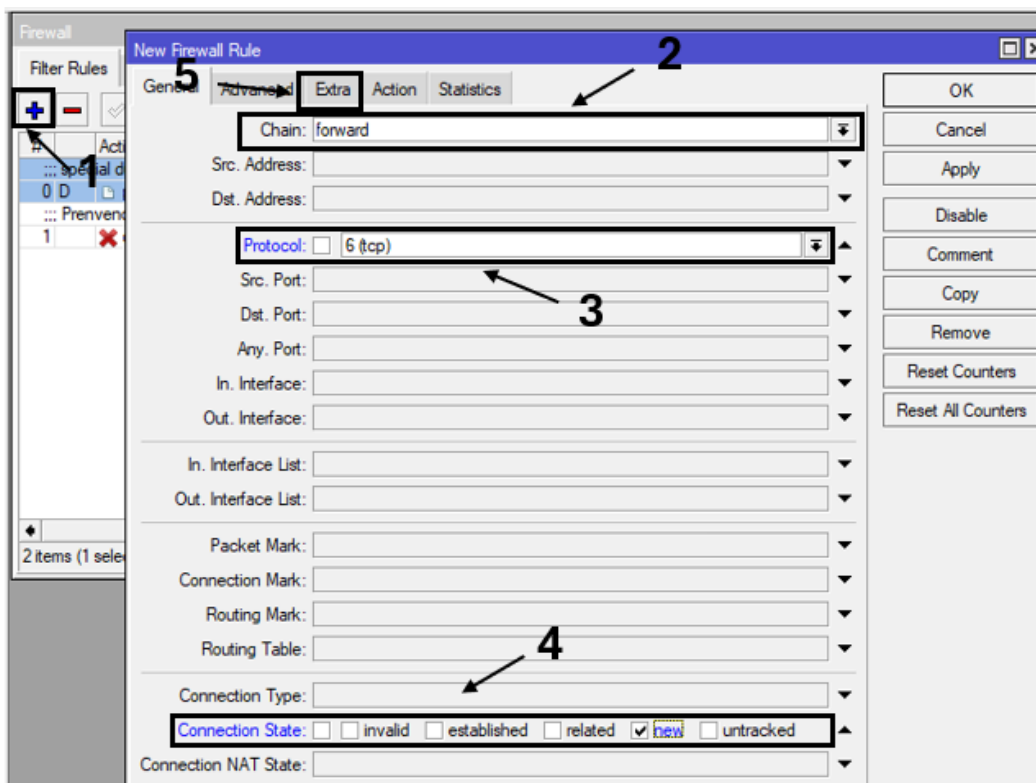 Firewall
Filter Rules
#
Acti
::: special d
0 D
::: Prenvend
1
2 items (1 sele
New Firewall Rule
5
2
General Advanced Extra Action Statistics
1
Chain: forward
Src. Address:
Dst. Address:
Protocol: 6 (tcp)
Src. Port:
3
Dst. Port:
Any. Port:
In. Interface:
Out. Interface:
In. Interface List:
Out. Interface List:
Packet Mark:
Connection Mark:
Routing Mark:
Routing Table:
4
Connection Type:
Connection State: invalid established related new untracked
Connection NAT State:
OK
Cancel
Apply
Disable
Comment
Copy
Remove
Reset Counters
Reset All Counters